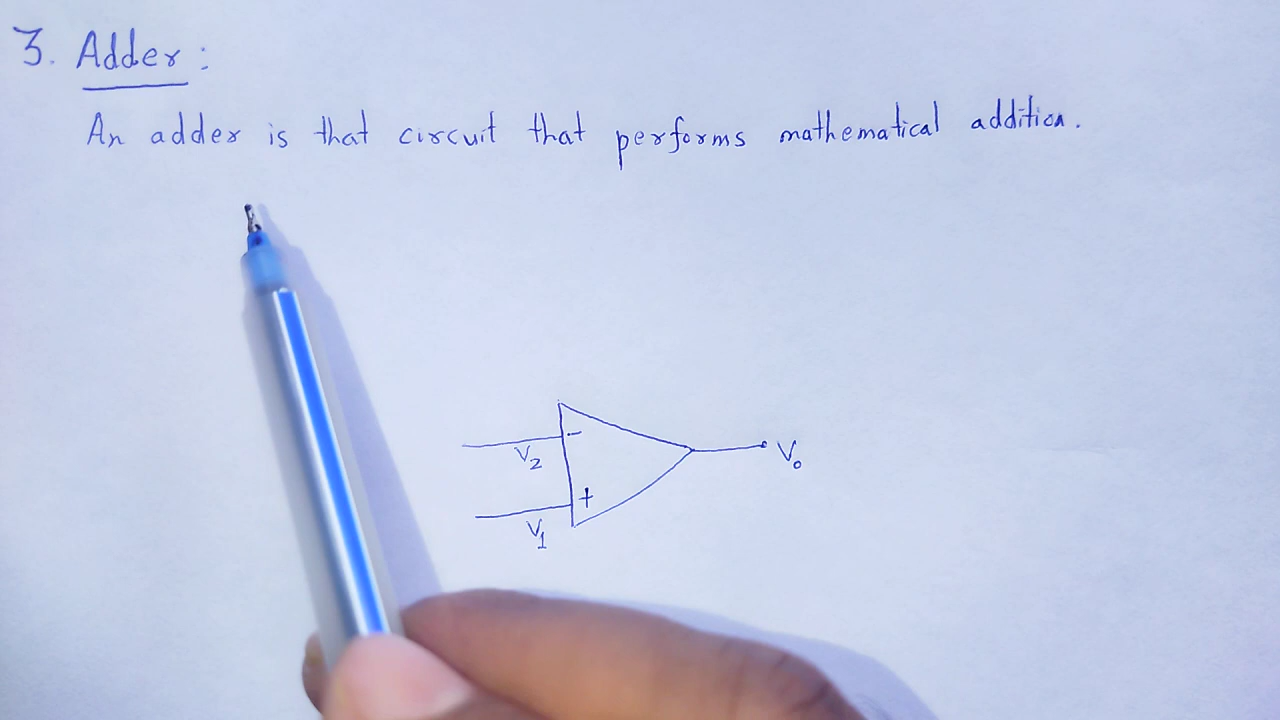 3. Adder:
An adder is that circuit that performs mathematical addition.
−
V2
V0
+
V1